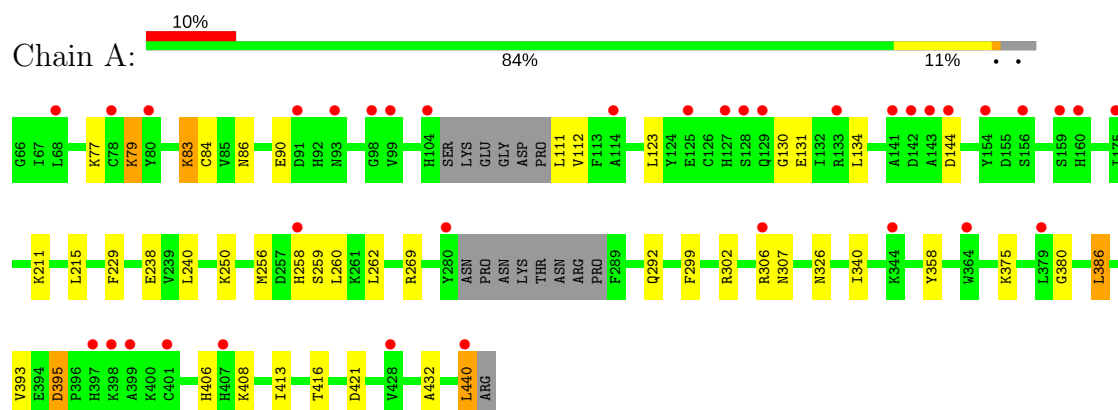 10%
Chain A:
84% 11% • •
G66 I67 L68 K77 C78 K79 Y80 R83 C84 V85 N86 E90 D91 H92 N93 G98 V99 H104 SER LYS GLU GLY ASP PRO L111 V112 F113 A114 L123 Y124 E125 C126 H127 S128 Q129 G130 E131 I132 R133 L134 A141 D142 A143 D144 Y154 D155 S156 S159 H160 I175
K211 L215 F229 E238 V239 L240 K250 M256 D257 H258 S259 L260 K261 L262 R269 Y280 ASN PRO ASN LYS THR ASN ARG PRO F289 Q292 F299 R302 R306 N307 N326 I340 K344 Y358 W364 K375 L379 G380 L386
V393 E394 D395 P396 H397 K398 A399 K400 C401 H406 H407 K408 I413 T416 D421 V428 A432 L440 ARG